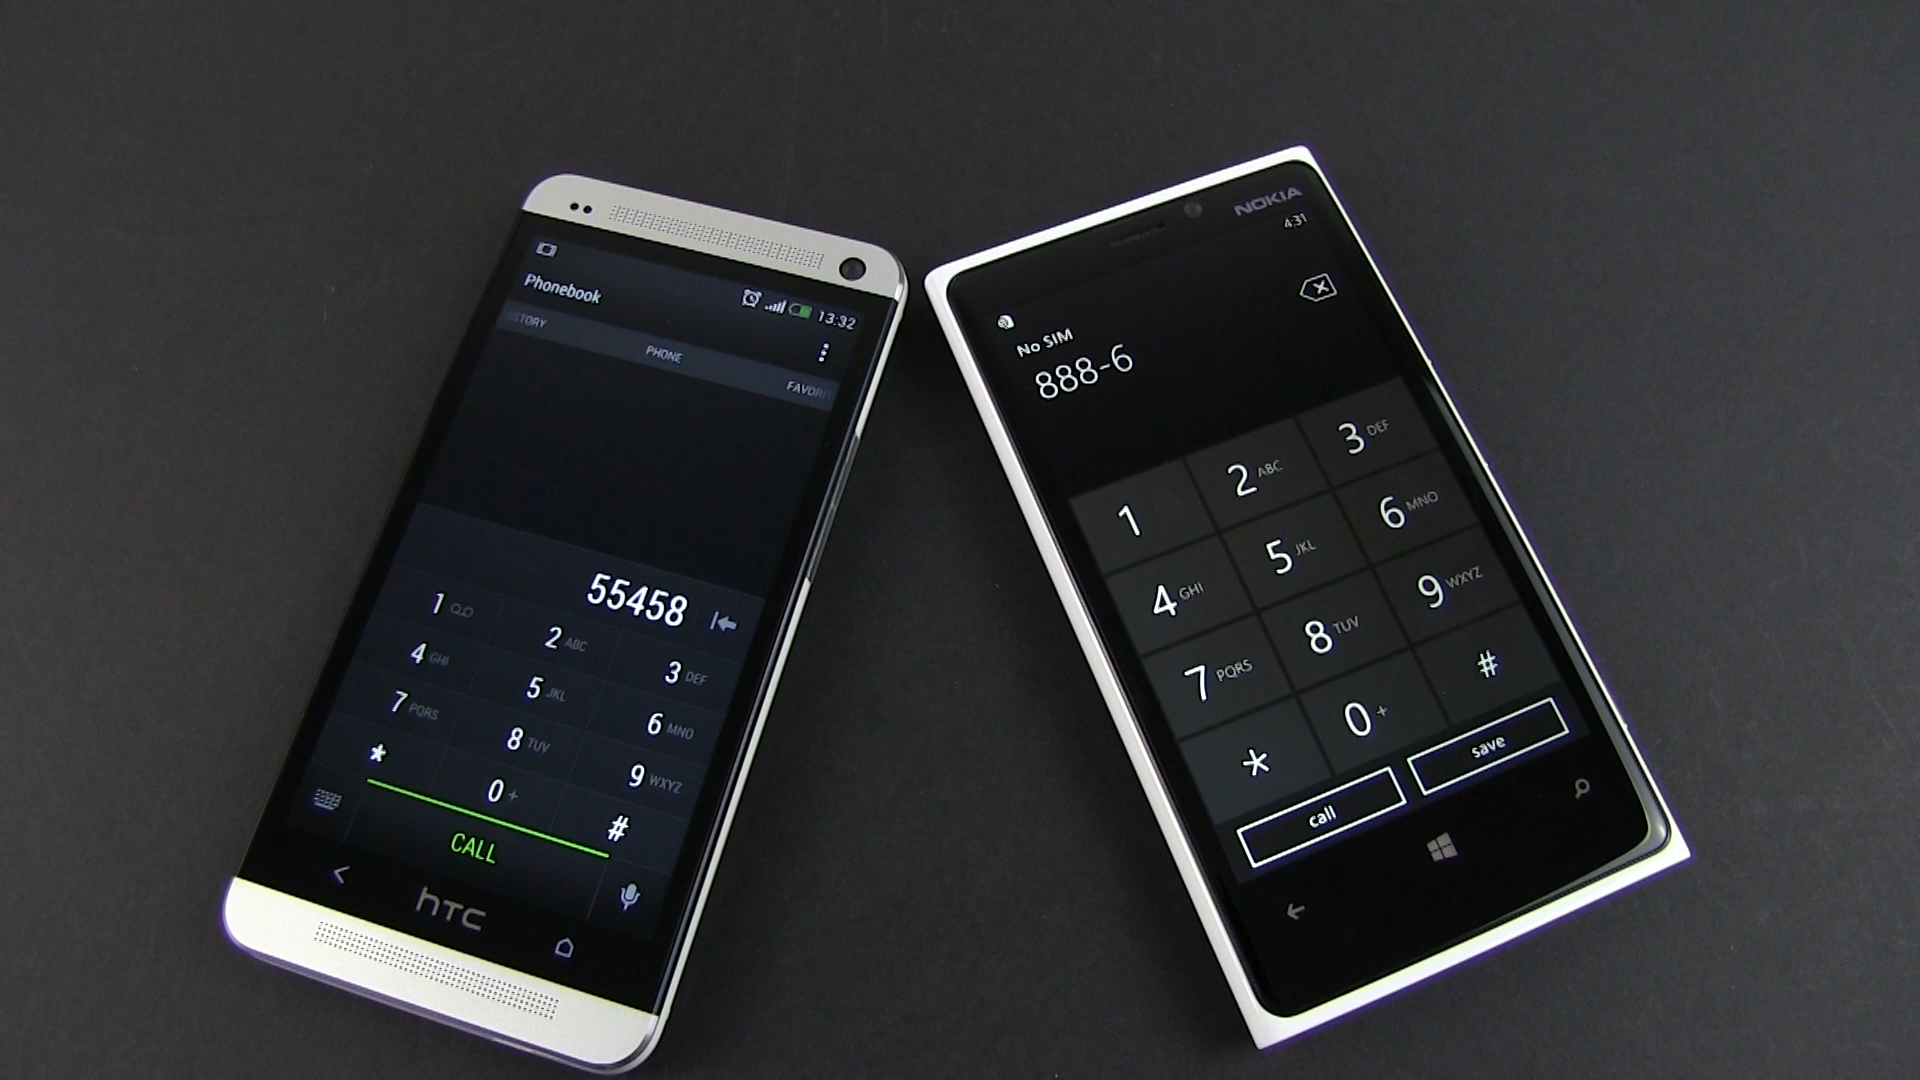 Phonebook
13:32
ISTORY
PHONE
FAVORI
55458
1
2 ABC
3 DEF
4 GHI
5 JKL
6 MNO
7 PQRS
8 TUV
9 WXYZ
*
0 +
#
CALL
hTC
NOKIA
4:31
No SIM
888-6
1
2 ABC
3 DEF
4 GHI
5 JKL
6 MNO
7 PQRS
8 TUV
9 WXYZ
*
0 +
#
call
save